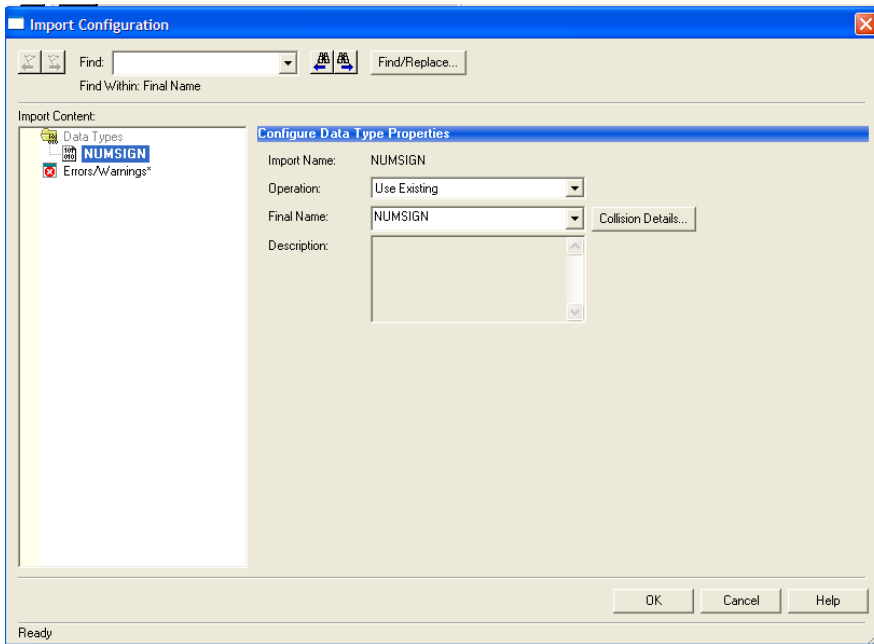 Import Configuration
Find:
Find/Replace...
Find Within: Final Name
Import Content:
Data Types
NUMSIGN
Errors/Warnings*
Configure Data Type Properties
Import Name: NUMSIGN
Operation: Use Existing
Final Name: NUMSIGN Collision Details...
Description:
OK Cancel Help
Ready